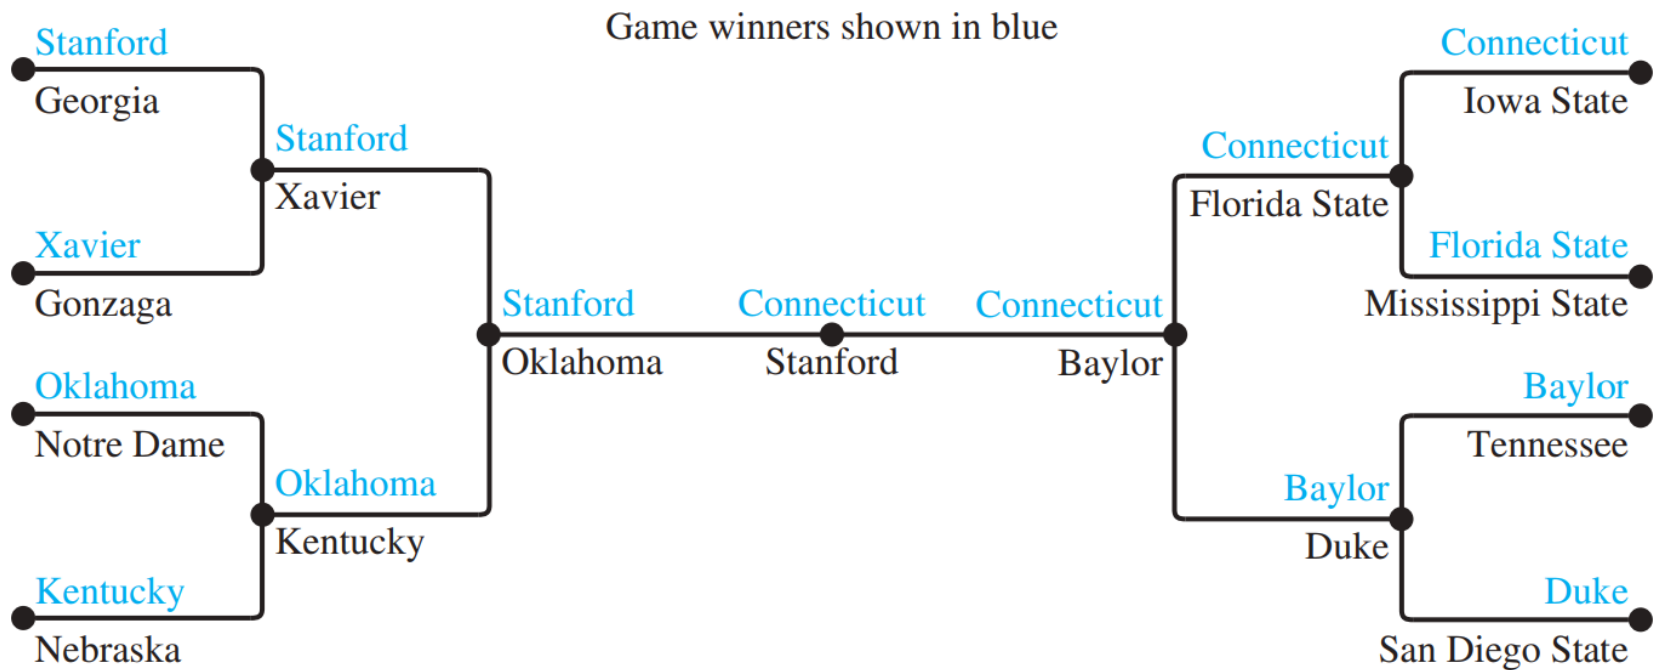 Game winners shown in blue
Stanford
Georgia
Stanford
Xavier
Xavier
Gonzaga
Stanford
Oklahoma
Oklahoma
Notre Dame
Oklahoma
Kentucky
Kentucky
Nebraska
Connecticut
Stanford
Connecticut
Baylor
Connecticut
Florida State
Connecticut
Iowa State
Florida State
Mississippi State
Baylor
Tennessee
Baylor
Duke
Duke
San Diego State